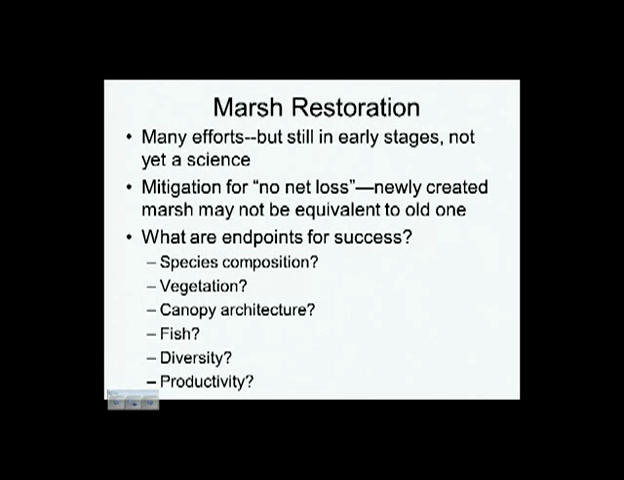 Marsh Restoration
• Many efforts--but still in early stages, not
yet a science
• Mitigation for “no net loss”—newly created
marsh may not be equivalent to old one
• What are endpoints for success?
– Species composition?
– Vegetation?
– Canopy architecture?
– Fish?
– Diversity?
– Productivity?